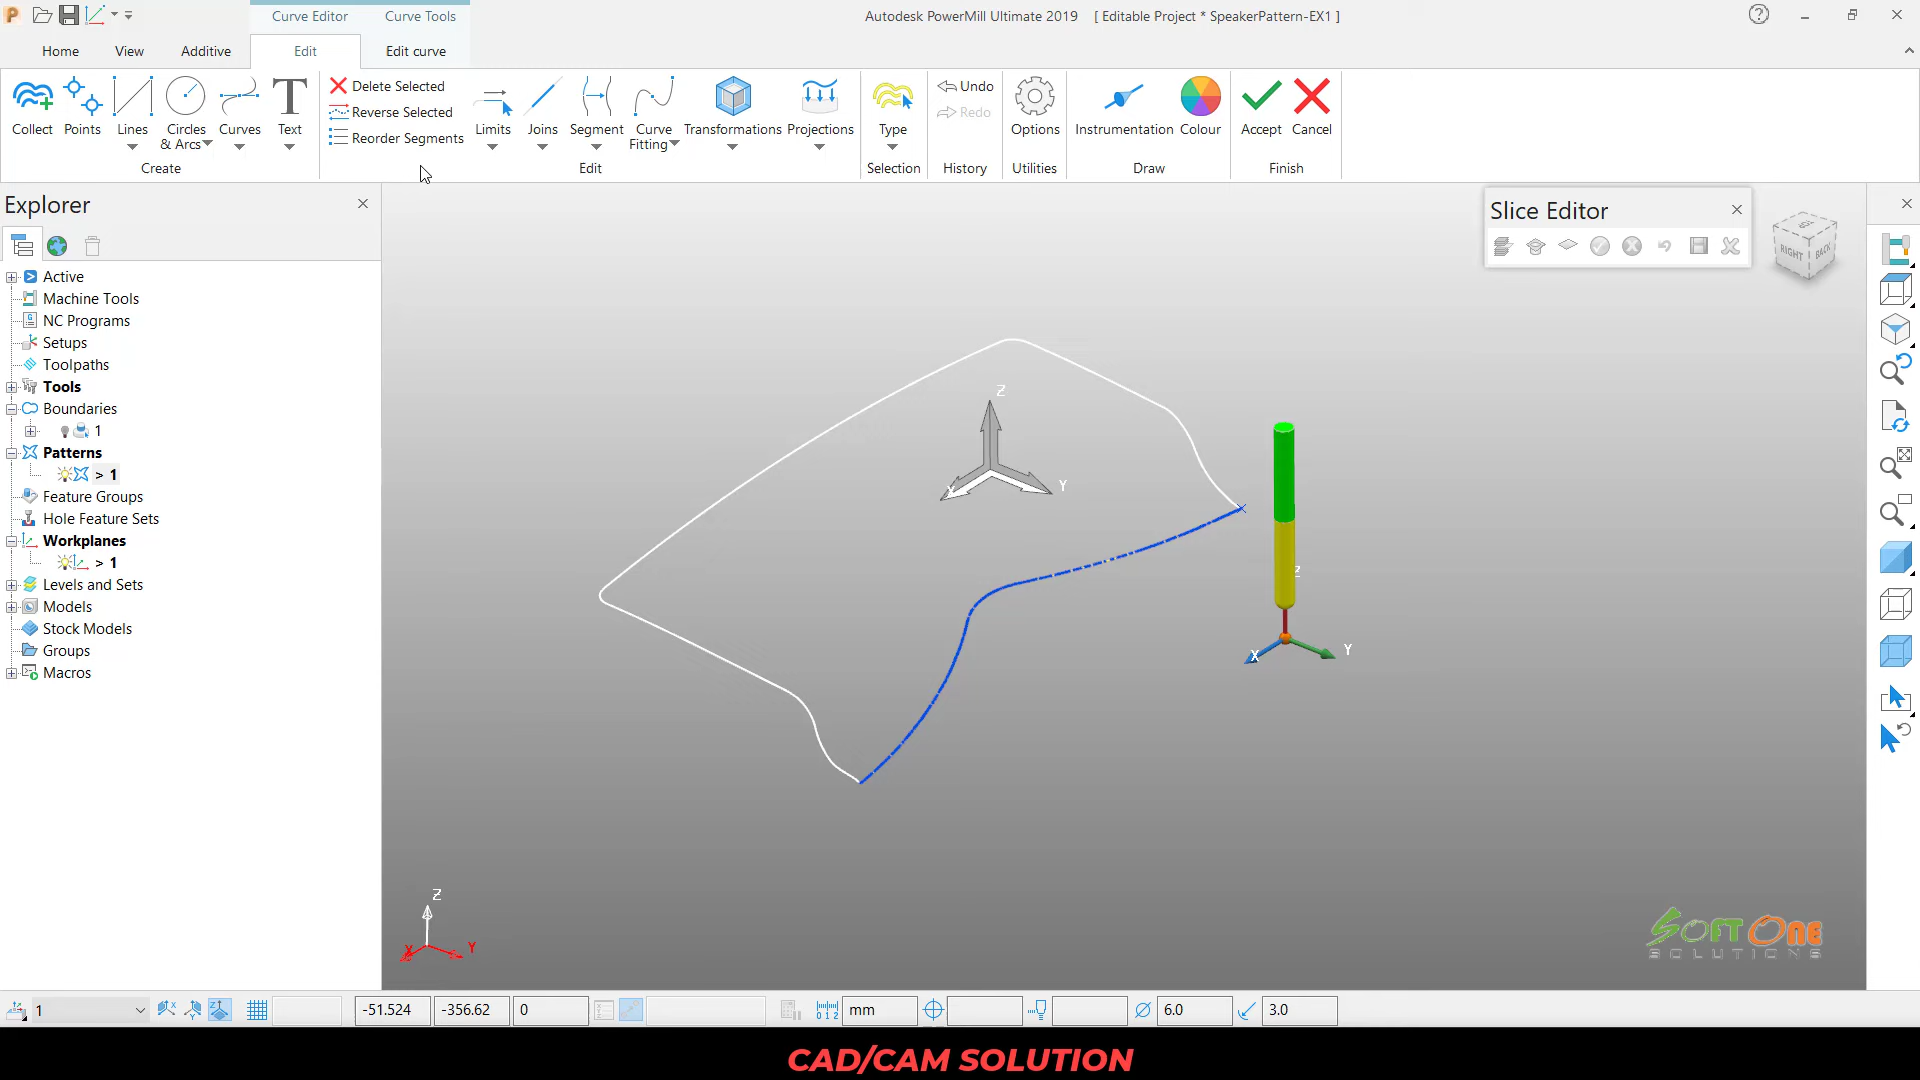 Curve Editor
Curve Tools
Autodesk PowerMill Ultimate 2019 [ Editable Project * SpeakerPattern-EX1 ]
Home
View
Additive
Edit
Edit curve
Collect
Points
Lines
Circles & Arcs
Curves
Text
Create
Delete Selected
Reverse Selected
Reorder Segments
Limits
Joins
Segment
Curve Fitting
Transformations
Projections
Edit
Type
Selection
Undo
Redo
History
Options
Utilities
Instrumentation
Colour
Draw
Accept
Cancel
Finish
Explorer
Active
Machine Tools
NC Programs
Setups
Toolpaths
Tools
Boundaries
1
Patterns
> 1
Feature Groups
Hole Feature Sets
Workplanes
> 1
Levels and Sets
Models
Stock Models
Groups
Macros
Slice Editor
RIGHT
BACK
Z
Y
Z
X
Y
Z
X
Y
SOFTONE
SOLUTIONS
1
-51.524
-356.62
0
mm
6.0
3.0
CAD/CAM SOLUTION